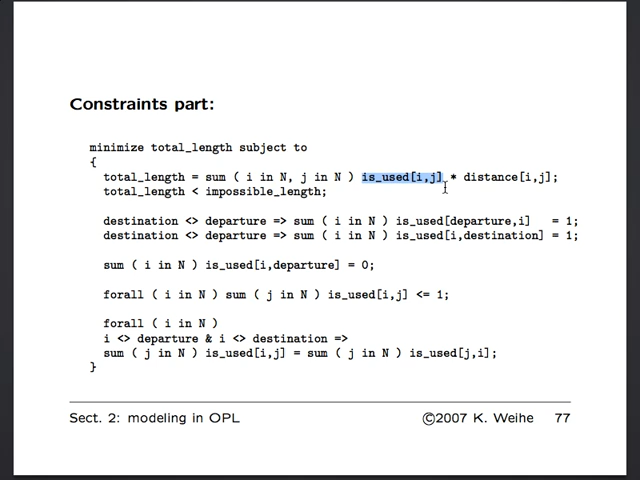 Constraints part:
minimize total_length subject to
{
total_length = sum ( i in N, j in N ) is_used[i,j] * distance[i,j];
total_length < impossible_length;
destination <> departure => sum ( i in N ) is_used[departure,i] = 1;
destination <> departure => sum ( i in N ) is_used[i,destination] = 1;
sum ( i in N ) is_used[i,departure] = 0;
forall ( i in N ) sum ( j in N ) is_used[i,j] <= 1;
forall ( i in N )
i <> departure & i <> destination =>
sum ( j in N ) is_used[i,j] = sum ( j in N ) is_used[j,i];
}
Sect. 2: modeling in OPL ©2007 K. Weihe 77